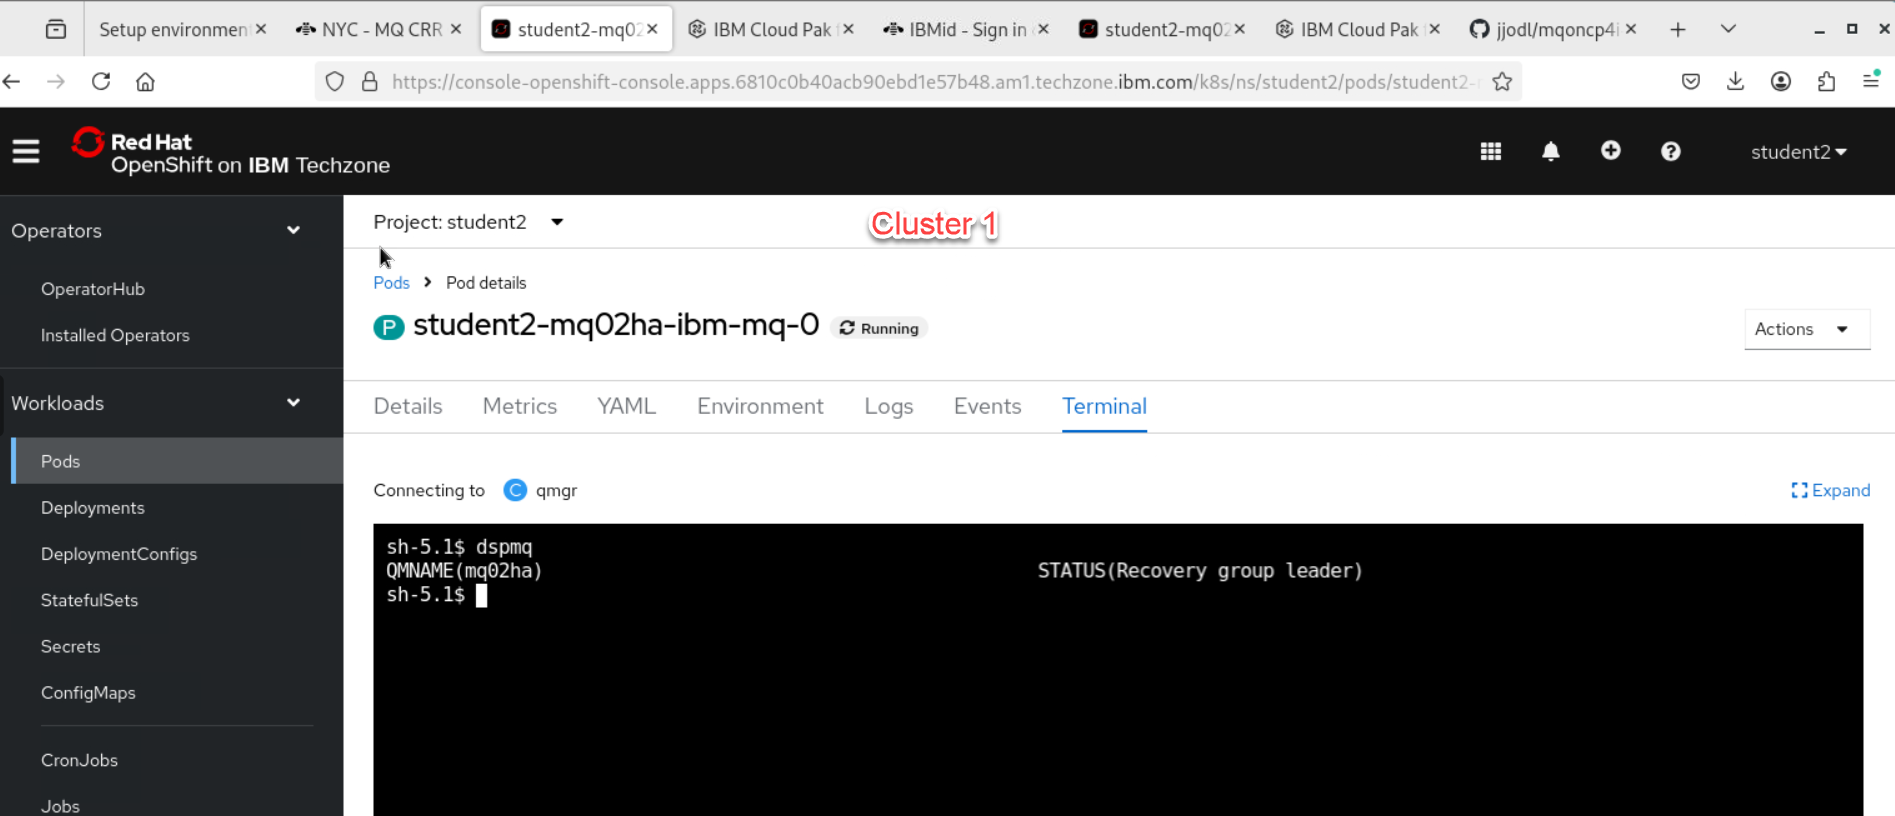 Setup environmen
NYC - MQ CRR
student2-mq02
IBM Cloud Pak f
IBMid - Sign in o
student2-mq02
IBM Cloud Pak f
jjodl/mqoncp4i
https://console-openshift-console.apps.6810c0b40acb90ebd1e57b48.am1.techzone.ibm.com/k8s/ns/student2/pods/student2-
Red Hat
OpenShift on IBM Techzone
student2
Operators
OperatorHub
Installed Operators
Workloads
Pods
Deployments
DeploymentConfigs
StatefulSets
Secrets
ConfigMaps
CronJobs
Jobs
Project: student2
Cluster 1
Pods
Pod details
P student2-mq02ha-ibm-mq-0 Running
Actions
Details Metrics YAML Environment Logs Events Terminal
Connecting to C qmgr
Expand
sh-5.1$ dspmq
QMNAME(mq02ha) STATUS(Recovery group leader)
sh-5.1$